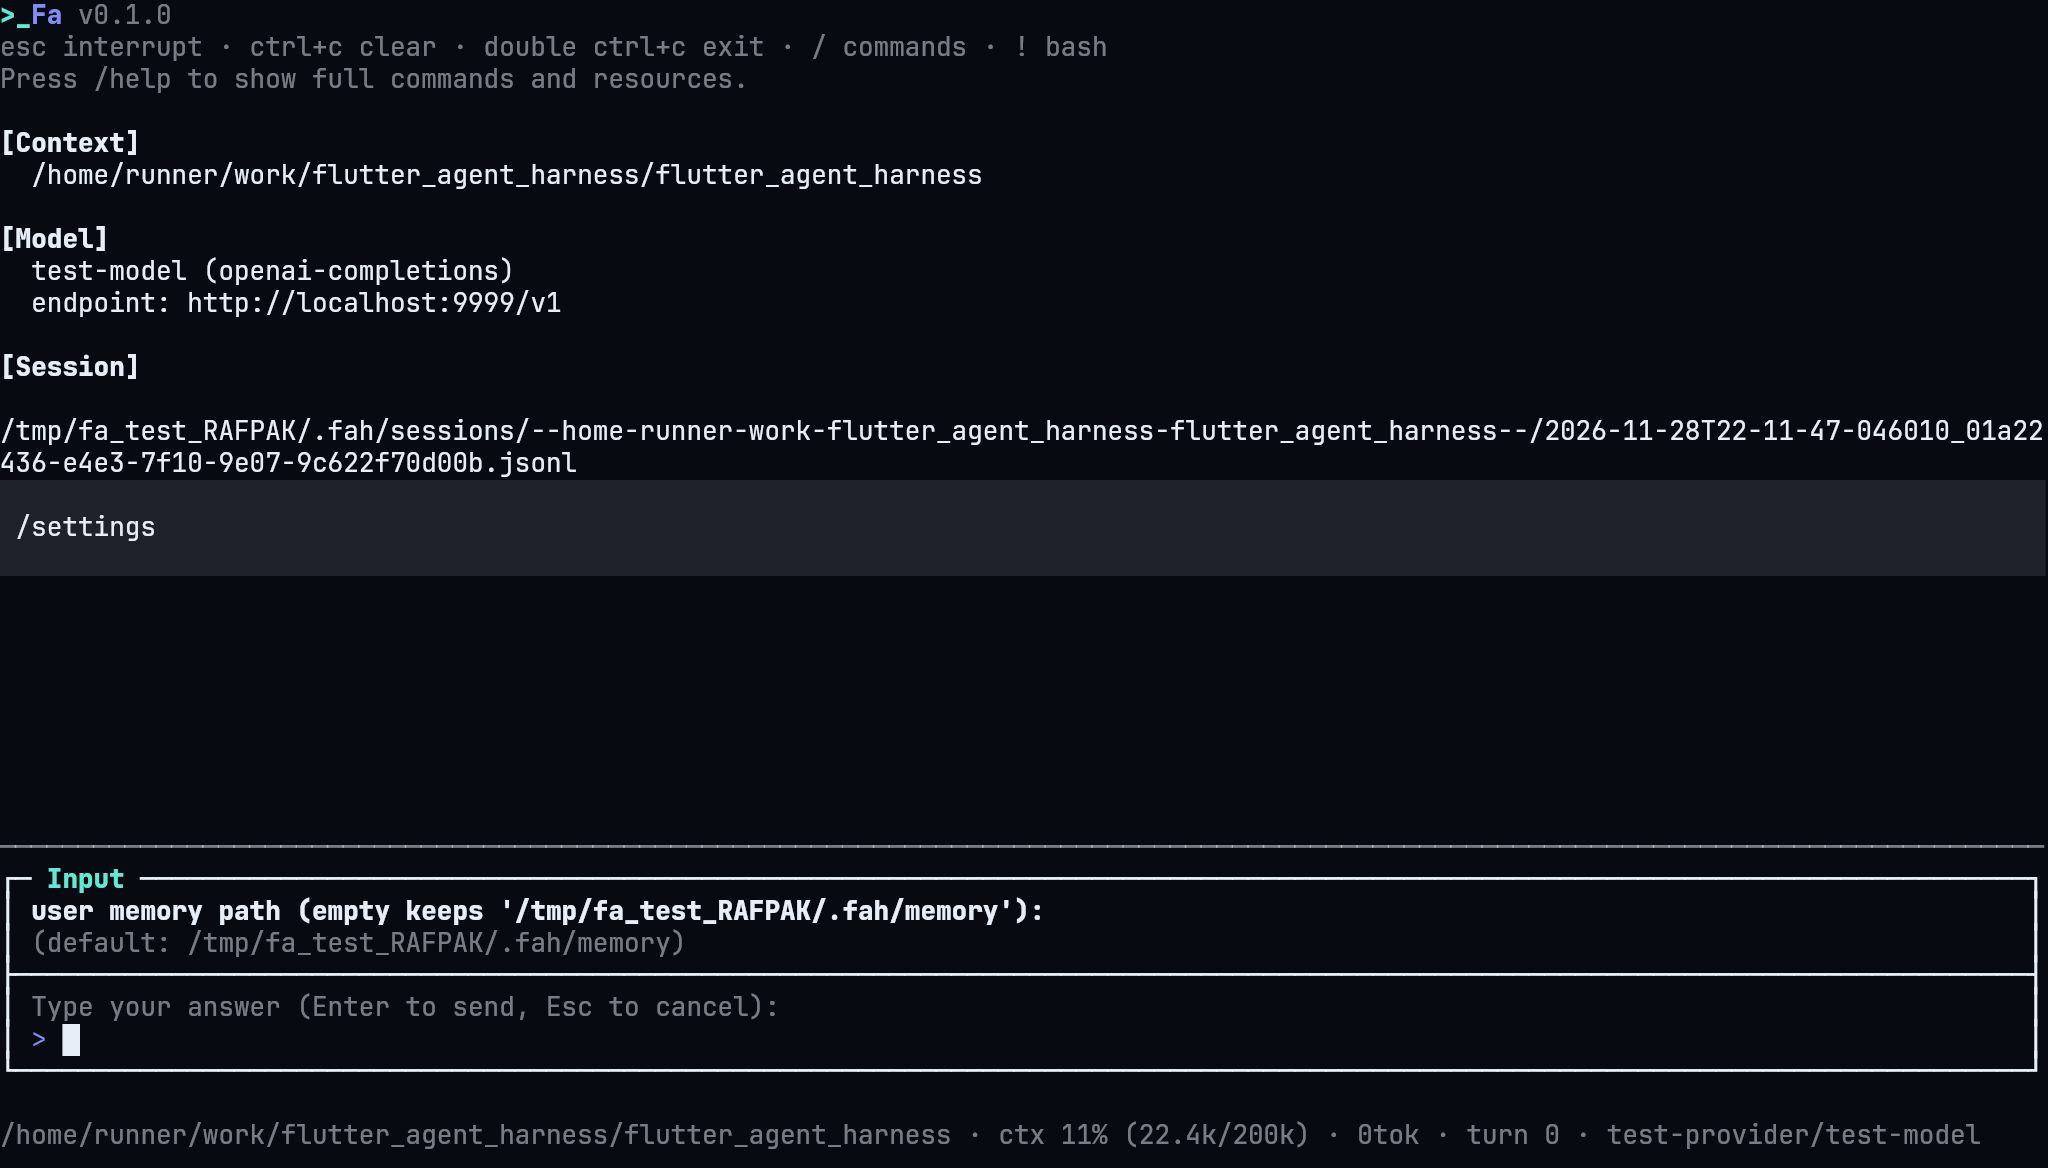 >_Fa v0.1.0
esc interrupt · ctrl+c clear · double ctrl+c exit · / commands · ! bash
Press /help to show full commands and resources.
[Context]
/home/runner/work/flutter_agent_harness/flutter_agent_harness
[Model]
test-model (openai-completions)
endpoint: http://localhost:9999/v1
[Session]
/tmp/fa_test_RAFPAK/.fah/sessions/--home-runner-work-flutter_agent_harness-flutter_agent_harness--/2026-11-28T22-11-47-046010_01a22
436-e4e3-7f10-9e07-9c622f70d00b.jsonl
/settings
Input
user memory path (empty keeps '/tmp/fa_test_RAFPAK/.fah/memory'):
(default: /tmp/fa_test_RAFPAK/.fah/memory)
Type your answer (Enter to send, Esc to cancel):
>
/home/runner/work/flutter_agent_harness/flutter_agent_harness · ctx 11% (22.4k/200k) · 0tok · turn 0 · test-provider/test-model